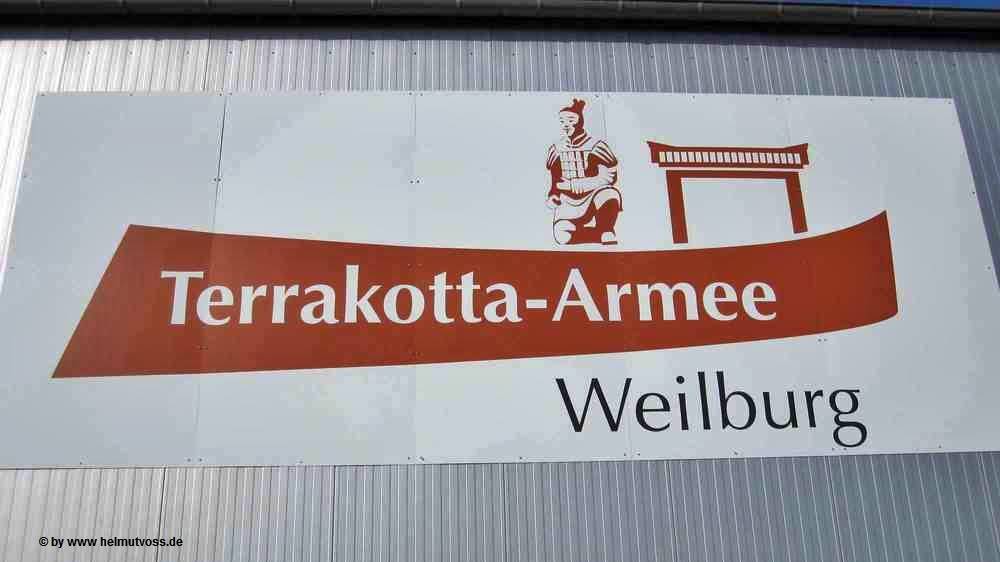 Terrakotta-Armee
Weilburg
© by www helmutvoss.de